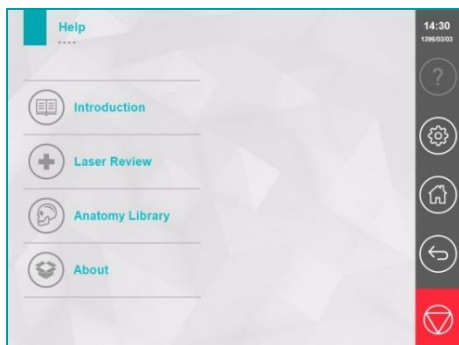 Help
14:30
1396/03/03
?
Introduction
Laser Review
Anatomy Library
About